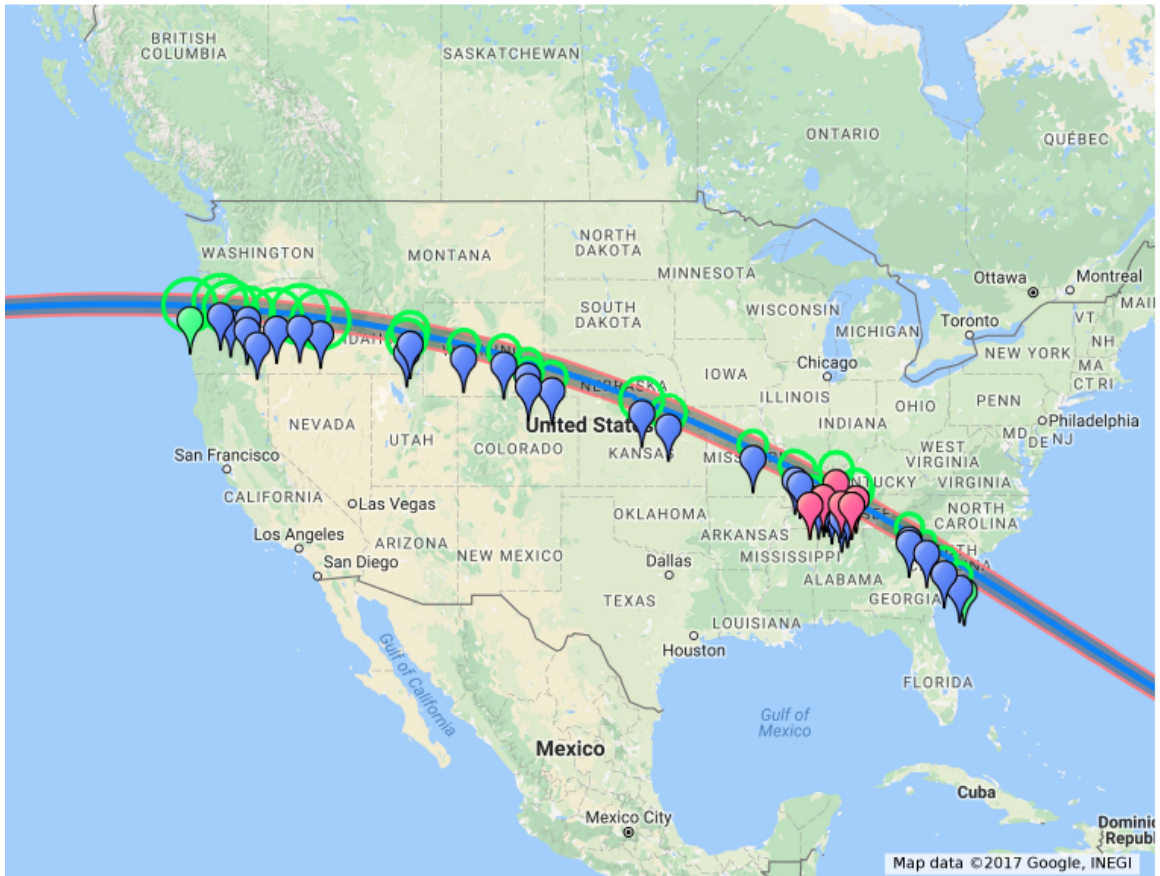 BRITISH
COLUMBIA
SASKATCHEWAN
ONTARIO
QUÉBEC
WASHINGTON
MONTANA
NORTH
DAKOTA
MINNESOTA
Ottawa
Montreal
SOUTH
DAKOTA
WISCONSIN
MICHIGAN
Toronto
VT
NH
NEW YORK
MA
CT RI
Chicago
IOWA
NEBRASKA
ILLINOIS
INDIANA
OHIO
PENN
Philadelphia
MD
DE
NJ
NEVADA
UTAH
COLORADO
United States
KANSAS
WEST
VIRGINIA
VIRGINIA
San Francisco
CALIFORNIA
Las Vegas
Los Angeles
San Diego
ARIZONA
NEW MEXICO
OKLAHOMA
ARKANSAS
MISSISSIPPI
NORTH
CAROLINA
Dallas
ALABAMA
GEORGIA
TEXAS
LOUISIANA
Houston
FLORIDA
Gulf of
California
Gulf of
Mexico
Mexico
Mexico City
Cuba
Dominic
Republ
Map data ©2017 Google, INEGI